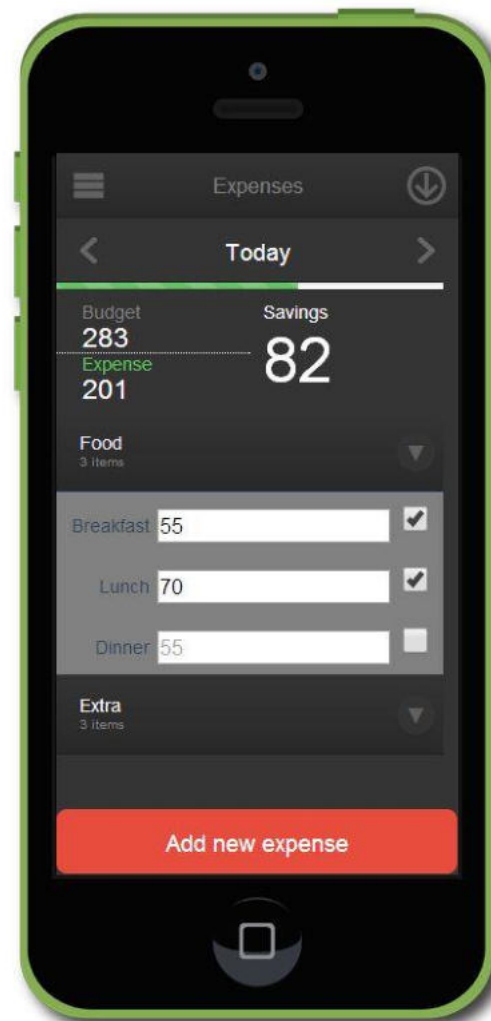 Expenses
Today
Budget
283
Savings
82
Expense
201
Food
3 items
Breakfast 55
Lunch 70
Dinner 55
Extra
3 items
Add new expense